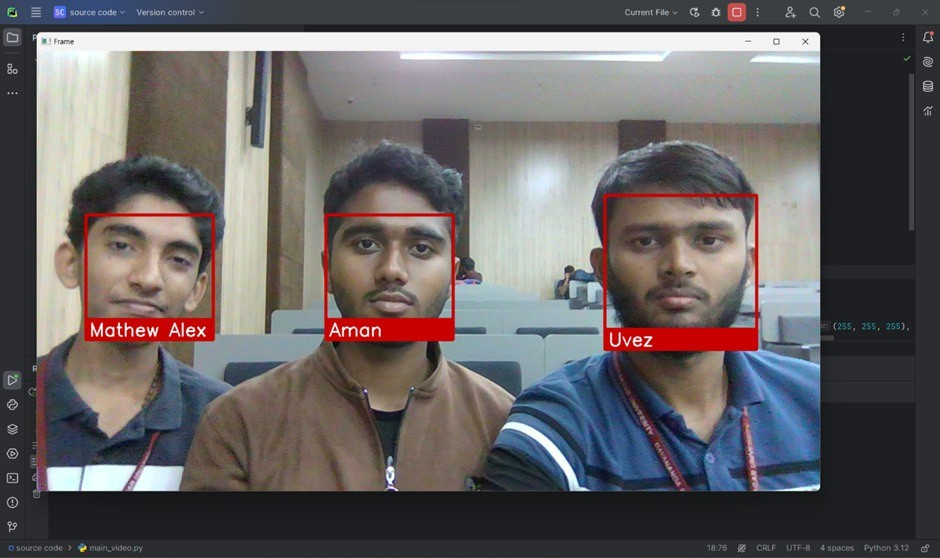 SC source code Version control Current File
Frame
Mathew Alex
Aman
Uvez
(255, 255, 255),
source code > main_video.py 18:76 CRLF UTF-8 4 spaces Python 3.12